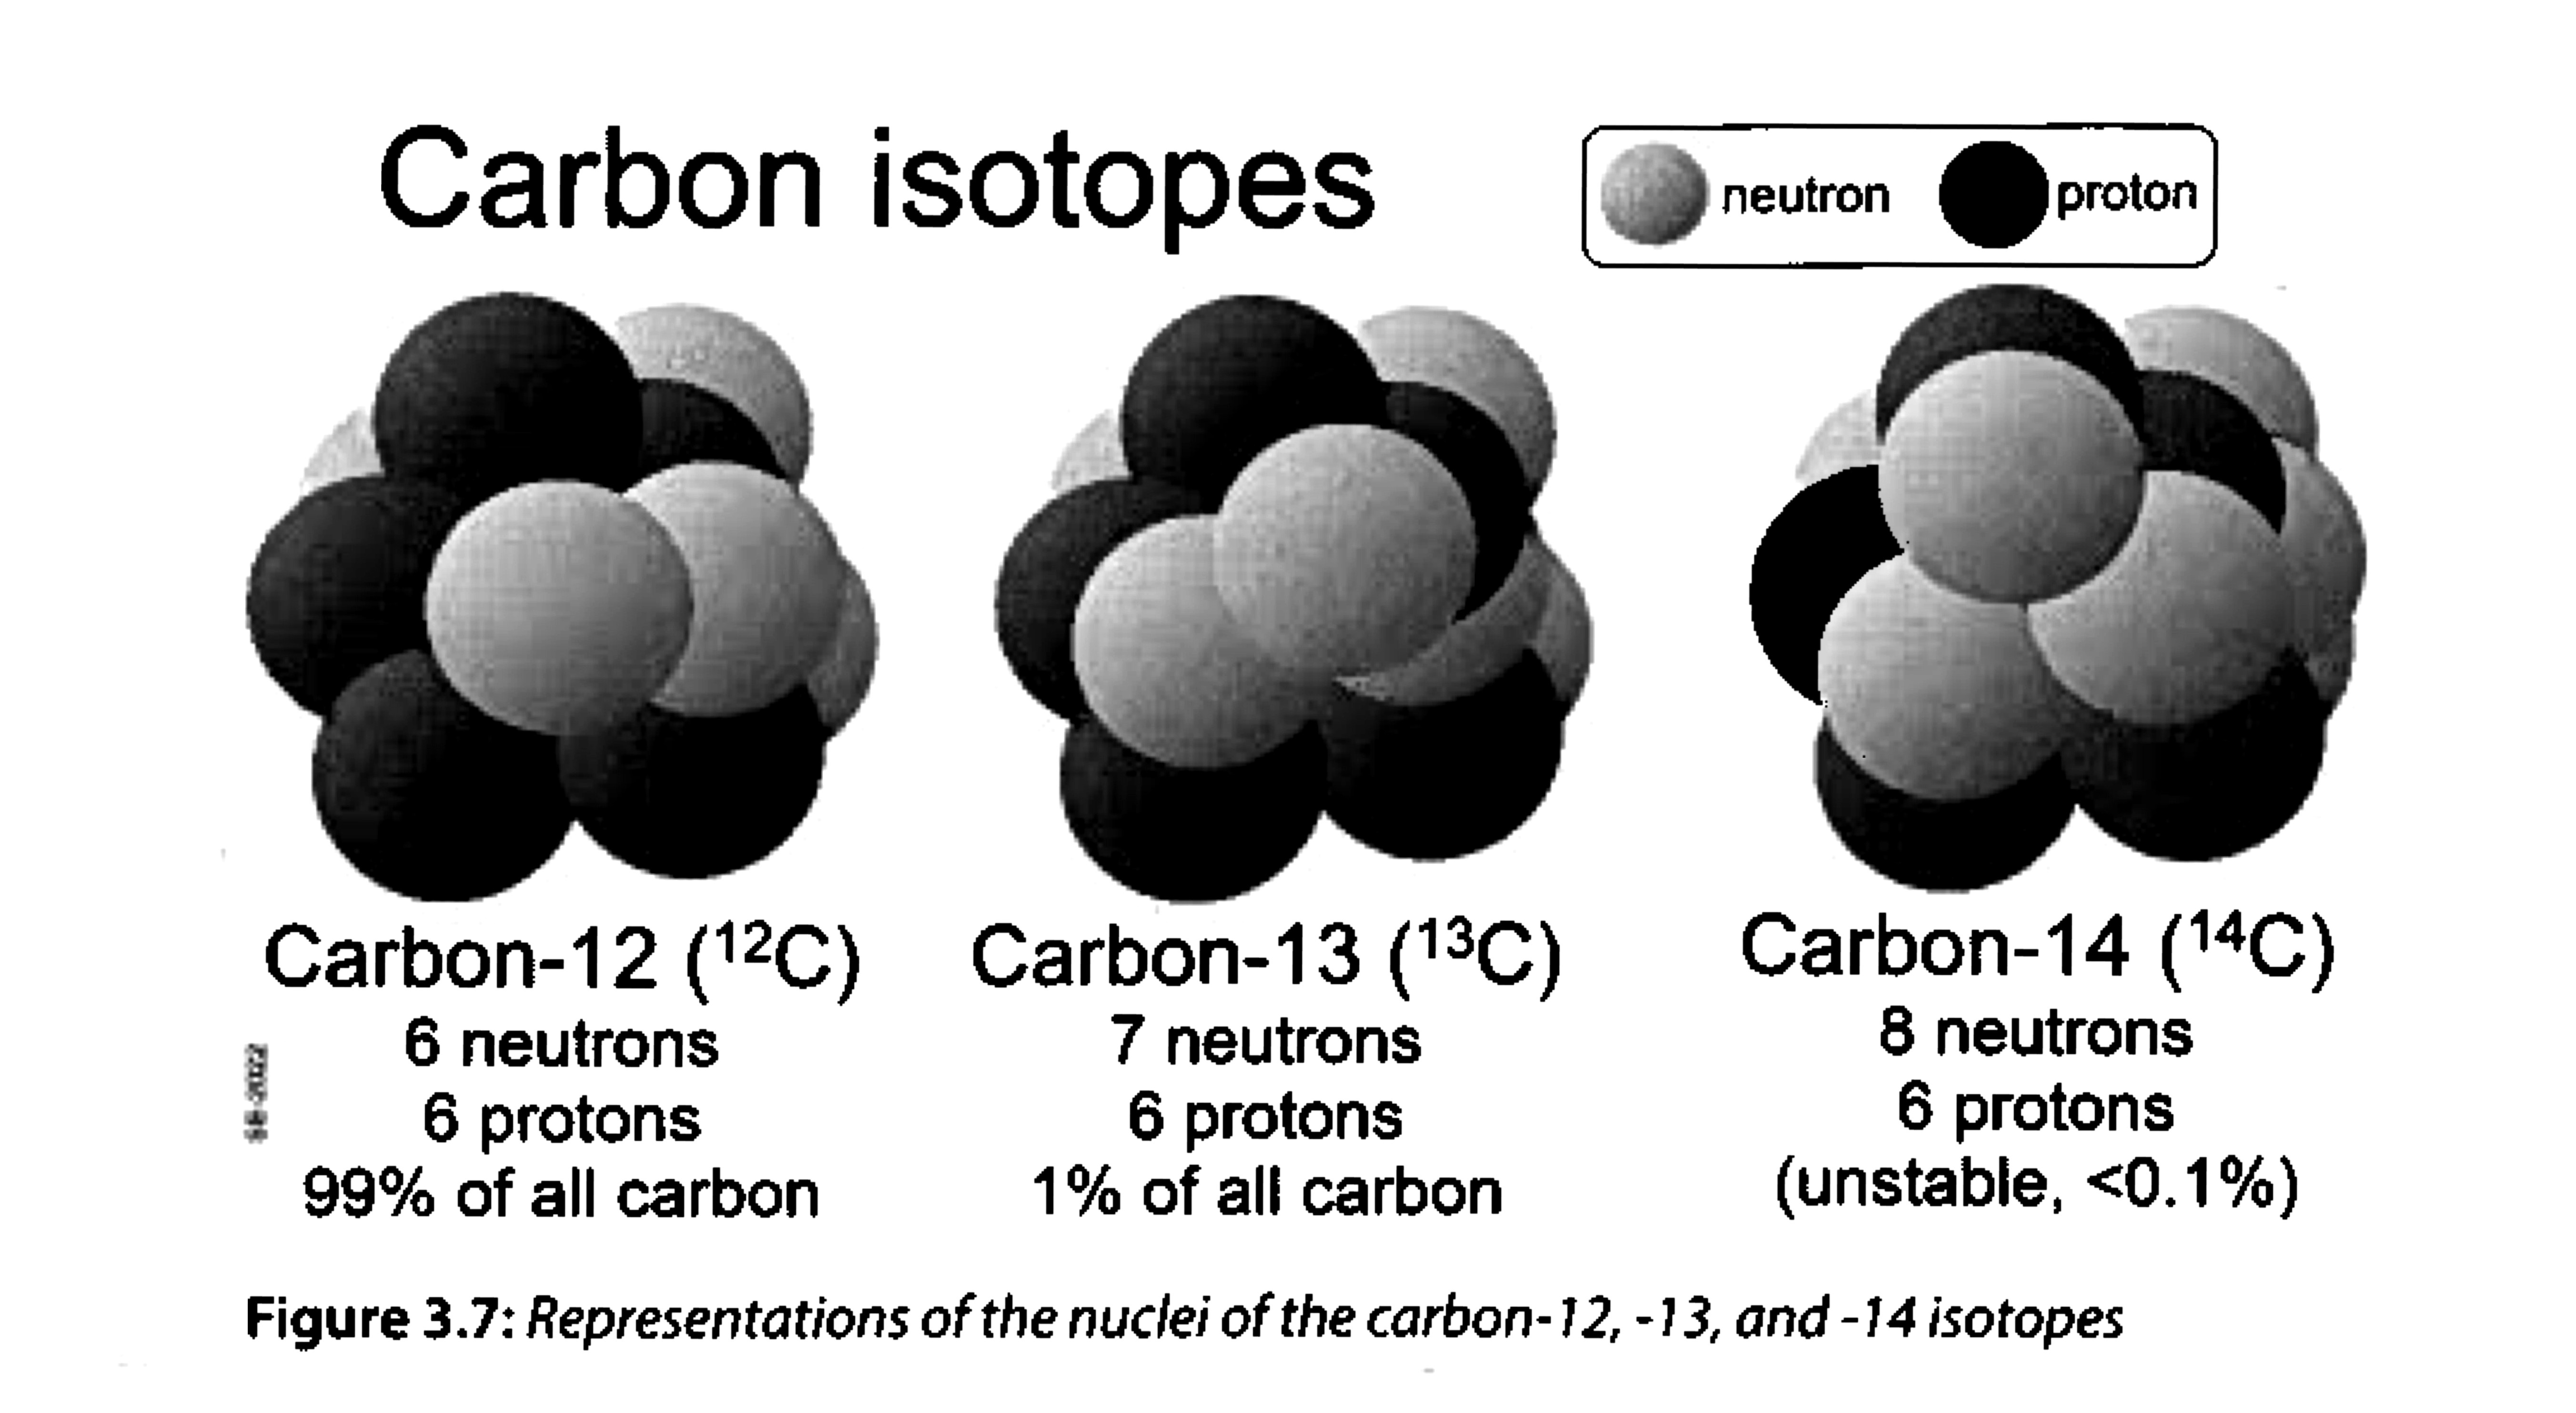 Carbon isotopes
neutron proton
Carbon-12 (¹²C)
6 neutrons
6 protons
99% of all carbon
Carbon-13 (¹³C)
7 neutrons
6 protons
1% of all carbon
Carbon-14 (¹⁴C)
8 neutrons
6 protons
(unstable, <0.1%)
Figure 3.7: Representations of the nuclei of the carbon-12, -13, and -14 isotopes